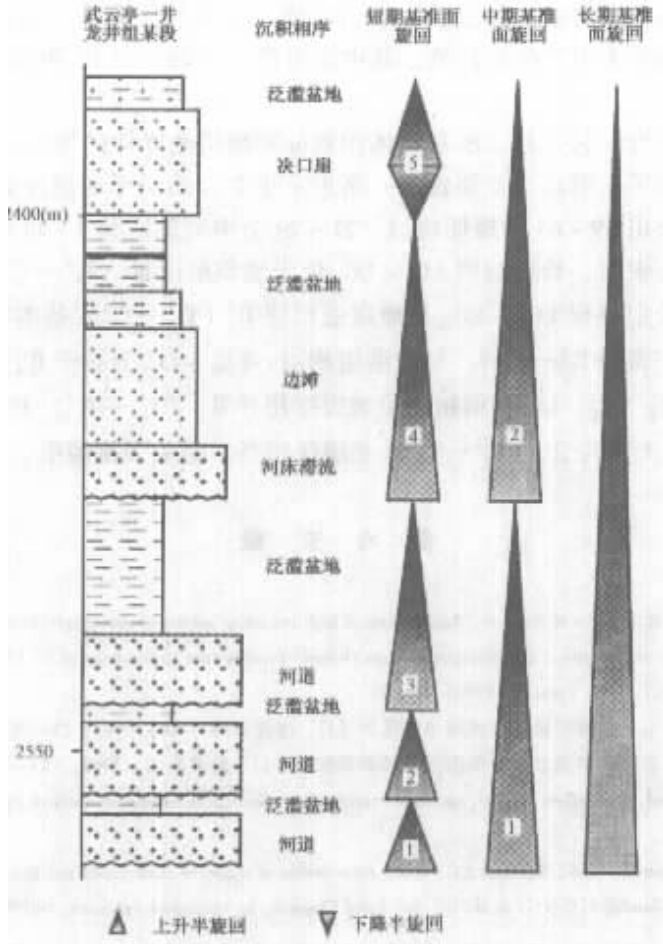 武云亭一井
龙井组某段
沉积相序
短期基准面
旋回
中期基准
面旋回
长期基准
面旋回
泛滥盆地
决口扇
5
2400(m)
泛滥盆地
边滩
4
2
河床滞流
泛滥盆地
河道
3
泛滥盆地
2550
河道
2
泛滥盆地
1
河道
1
上升半旋回
下降半旋回